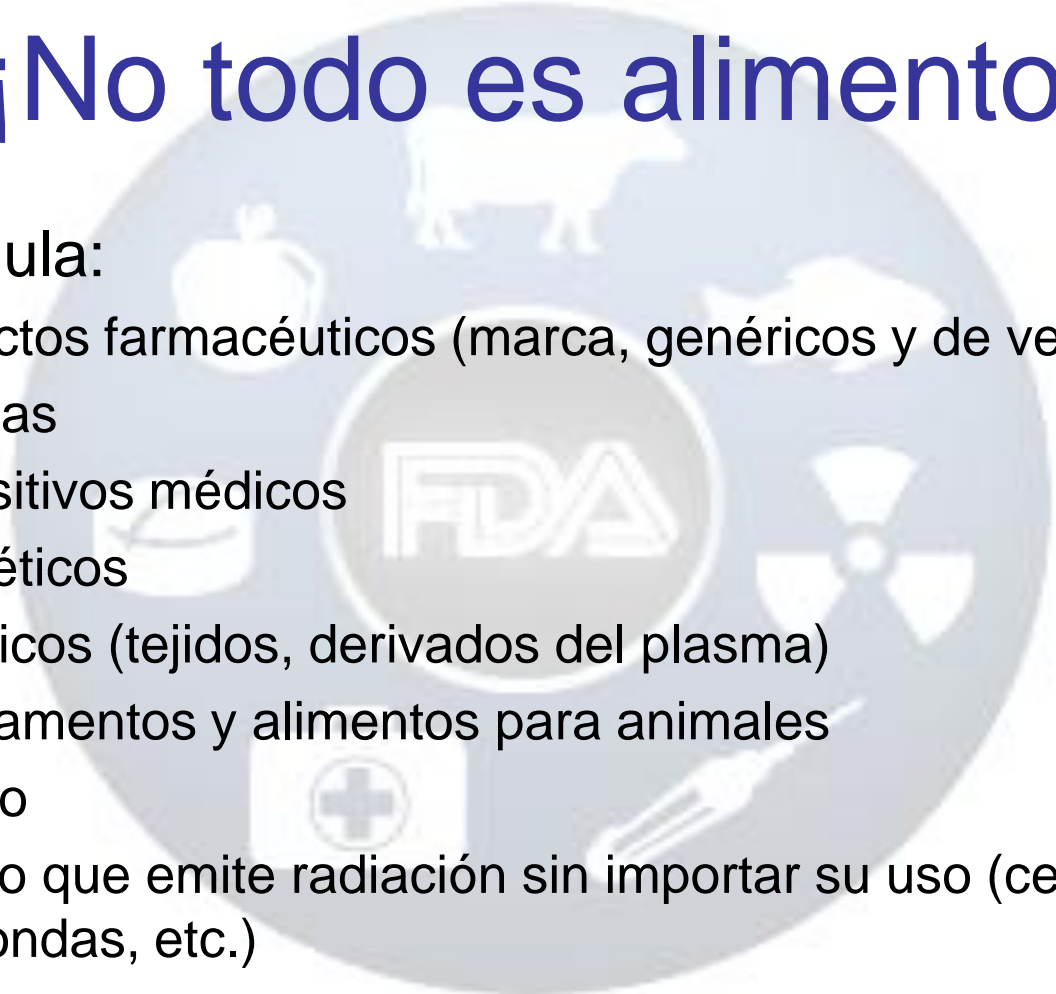 ¡No todo es alimento
ula:
ctos farmacéuticos (marca, genéricos y de ve
as
sitivos médicos
éticos
icos (tejidos, derivados del plasma)
amentos y alimentos para animales
o
o que emite radiación sin importar su uso (ce
ondas, etc.)
FDA